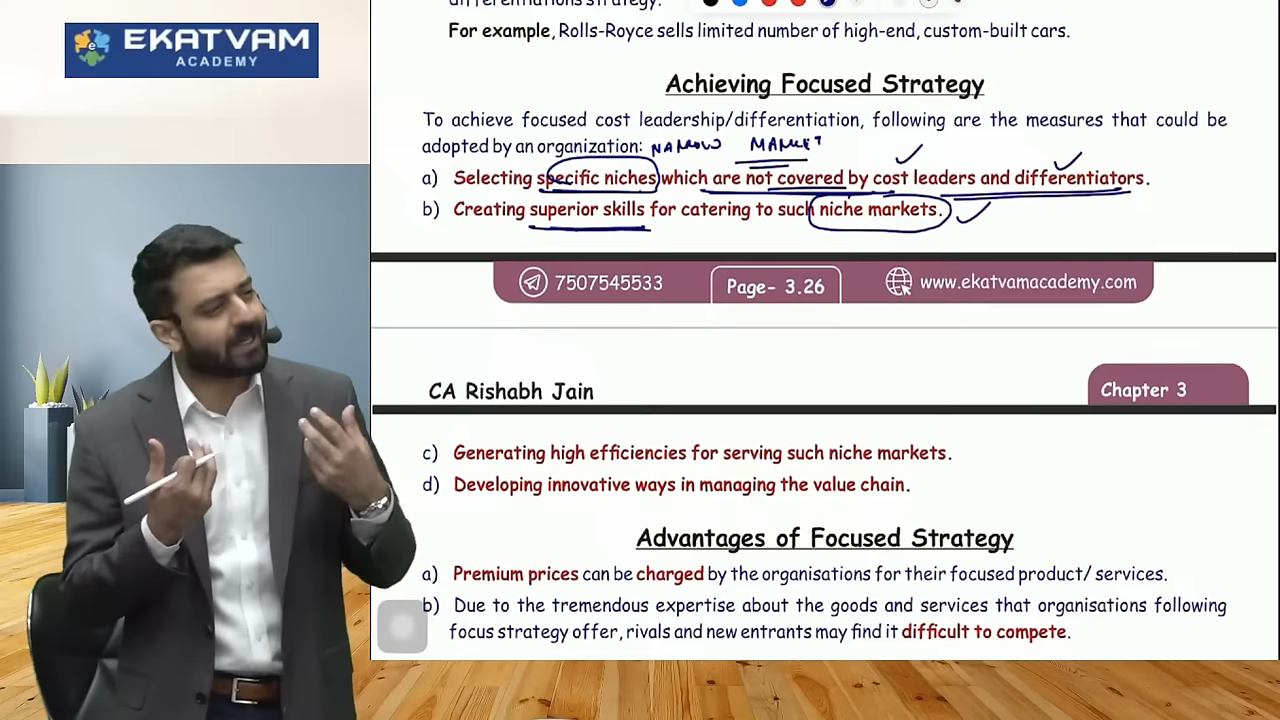 EKATVAM
ACADEMY
differentiations strategy.
For example, Rolls-Royce sells limited number of high-end, custom-built cars.
Achieving Focused Strategy
To achieve focused cost leadership/differentiation, following are the measures that could be
adopted by an organization: NARROW MARKET
a) Selecting specific niches which are not covered by cost leaders and differentiators.
b) Creating superior skills for catering to such niche markets.
7507545533
Page- 3.26
www.ekatvamacademy.com
CA Rishabh Jain
Chapter 3
c) Generating high efficiencies for serving such niche markets.
d) Developing innovative ways in managing the value chain.
Advantages of Focused Strategy
a) Premium prices can be charged by the organisations for their focused product/ services.
b) Due to the tremendous expertise about the goods and services that organisations following
focus strategy offer, rivals and new entrants may find it difficult to compete.